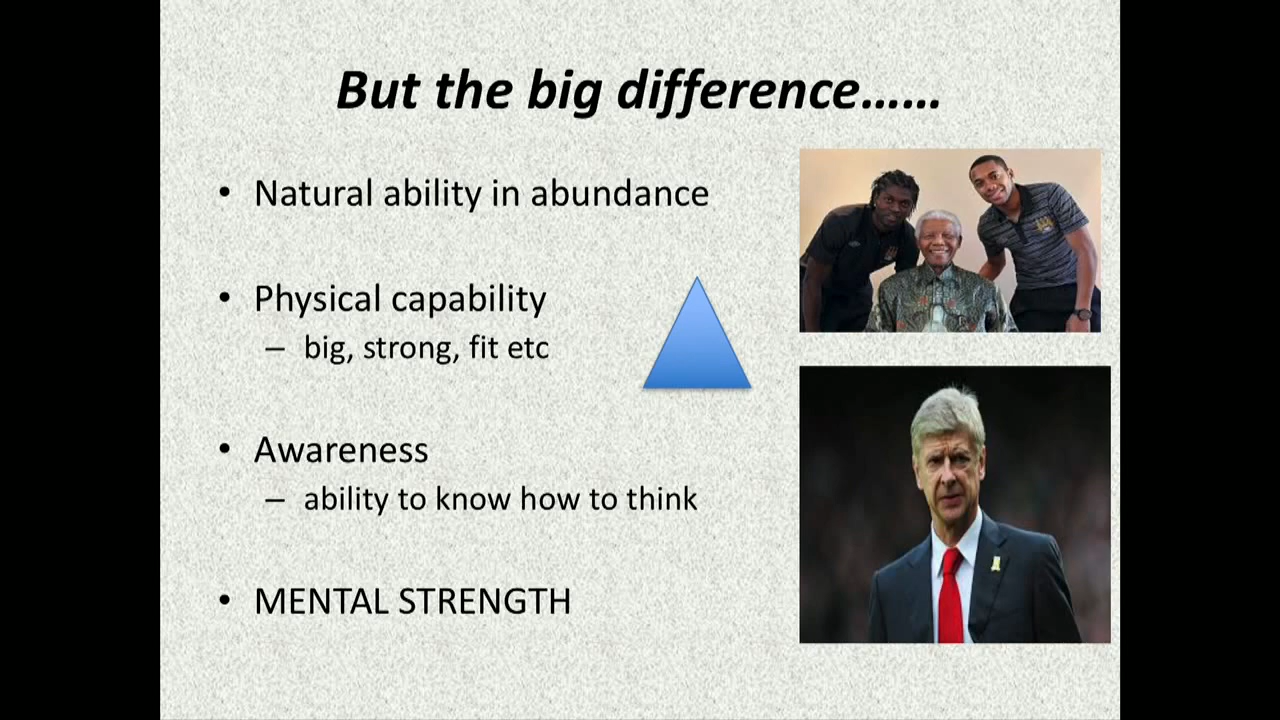 But the big difference......
• Natural ability in abundance
• Physical capability
– big, strong, fit etc
• Awareness
– ability to know how to think
• MENTAL STRENGTH